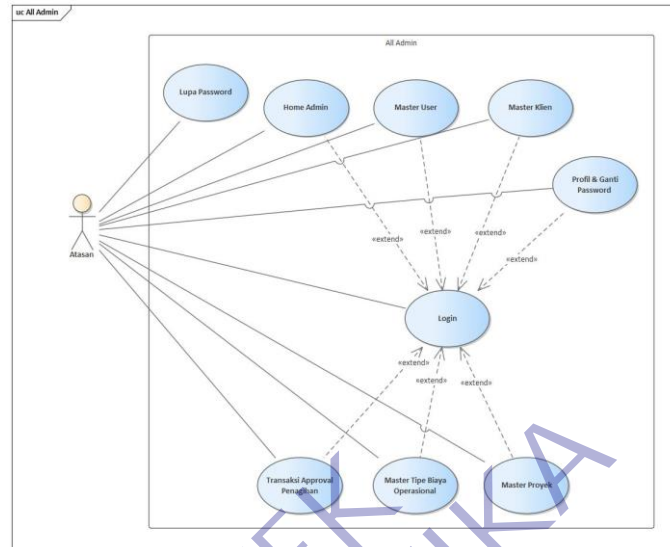 uc All Admin
All Admin
Lupa Password
Home Admin
Master User
Master Klien
Profil & Ganti
Password
Atasan
«extend»
«extend»
«extend»
«extend»
Login
«extend»
«extend»
«extend»
Transaksi Approval
Penagihan
Master Tipe Biaya
Operasional
Master Proyek